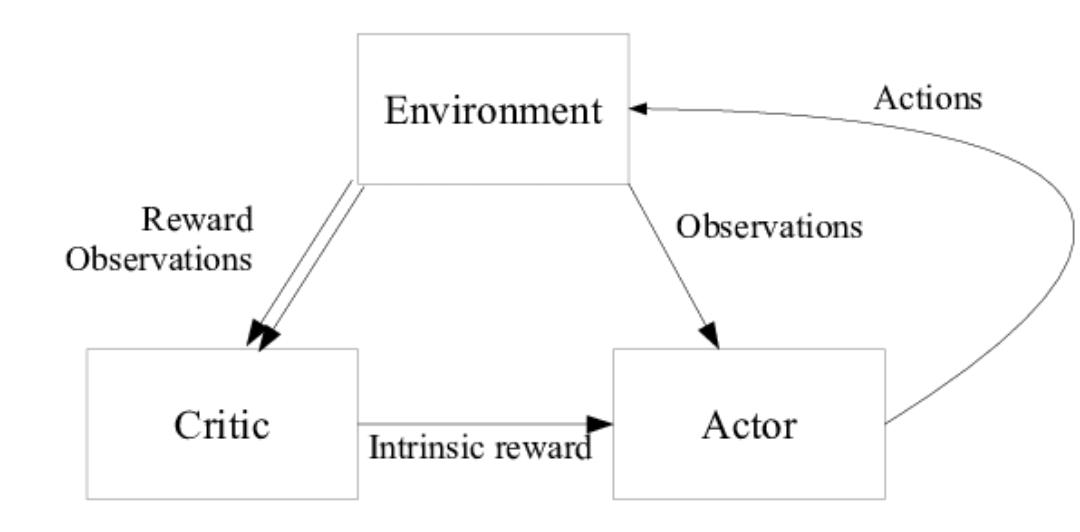 Environment
Actions
Reward
Observations
Observations
Critic
Intrinsic reward
Actor